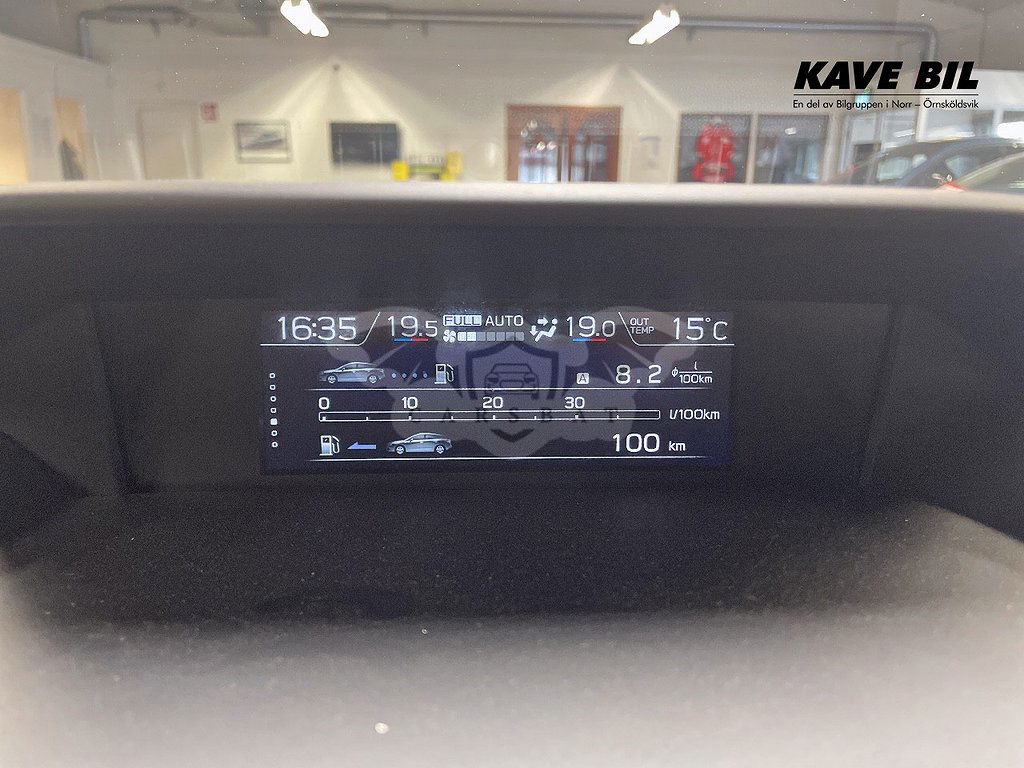 KAVE BIL
En del av Bilgruppen i Norr – Örnsköldsvik
16:35 19.5 FULL AUTO 19.0 OUT TEMP 15°C
A 8.2 ø l/100km
0 10 20 30
l/100km
CARSBAT
100 km